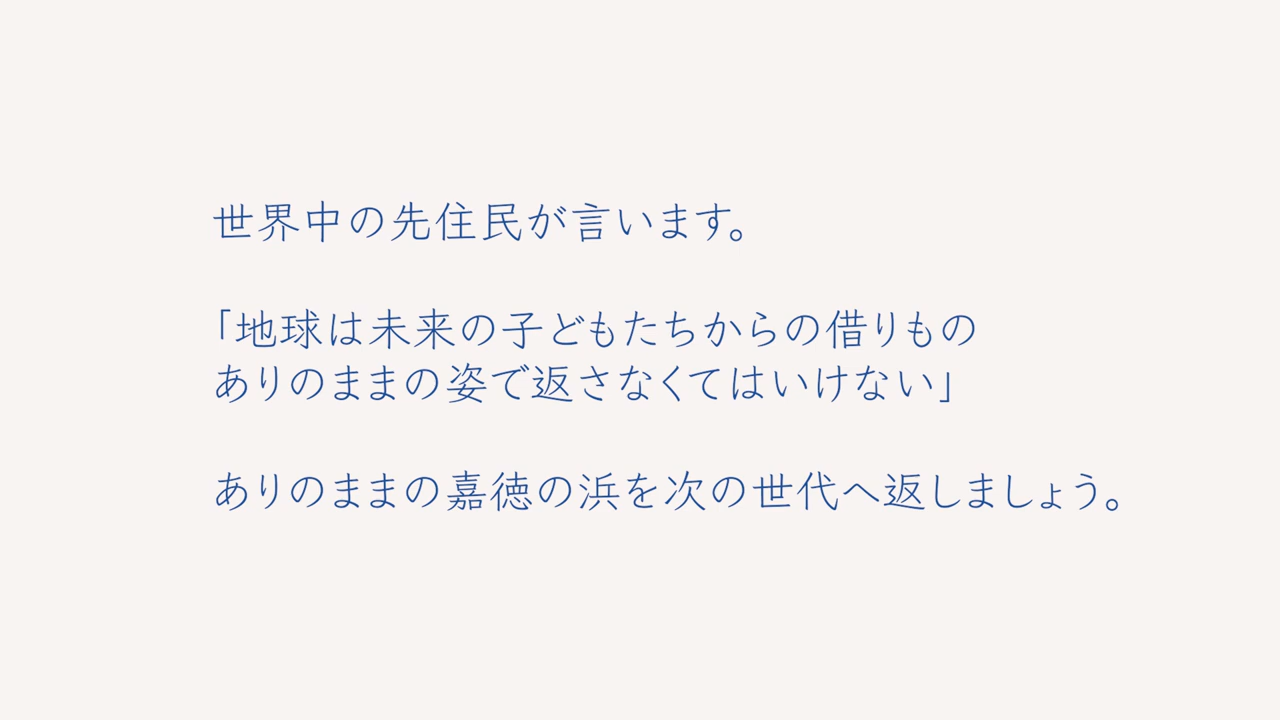 世界中の先住民が言います。
「地球は未来の子どもたちからの借りもの
ありのままの姿で返さなくてはいけない」
ありのままの嘉徳の浜を次の世代へ返しましょう。